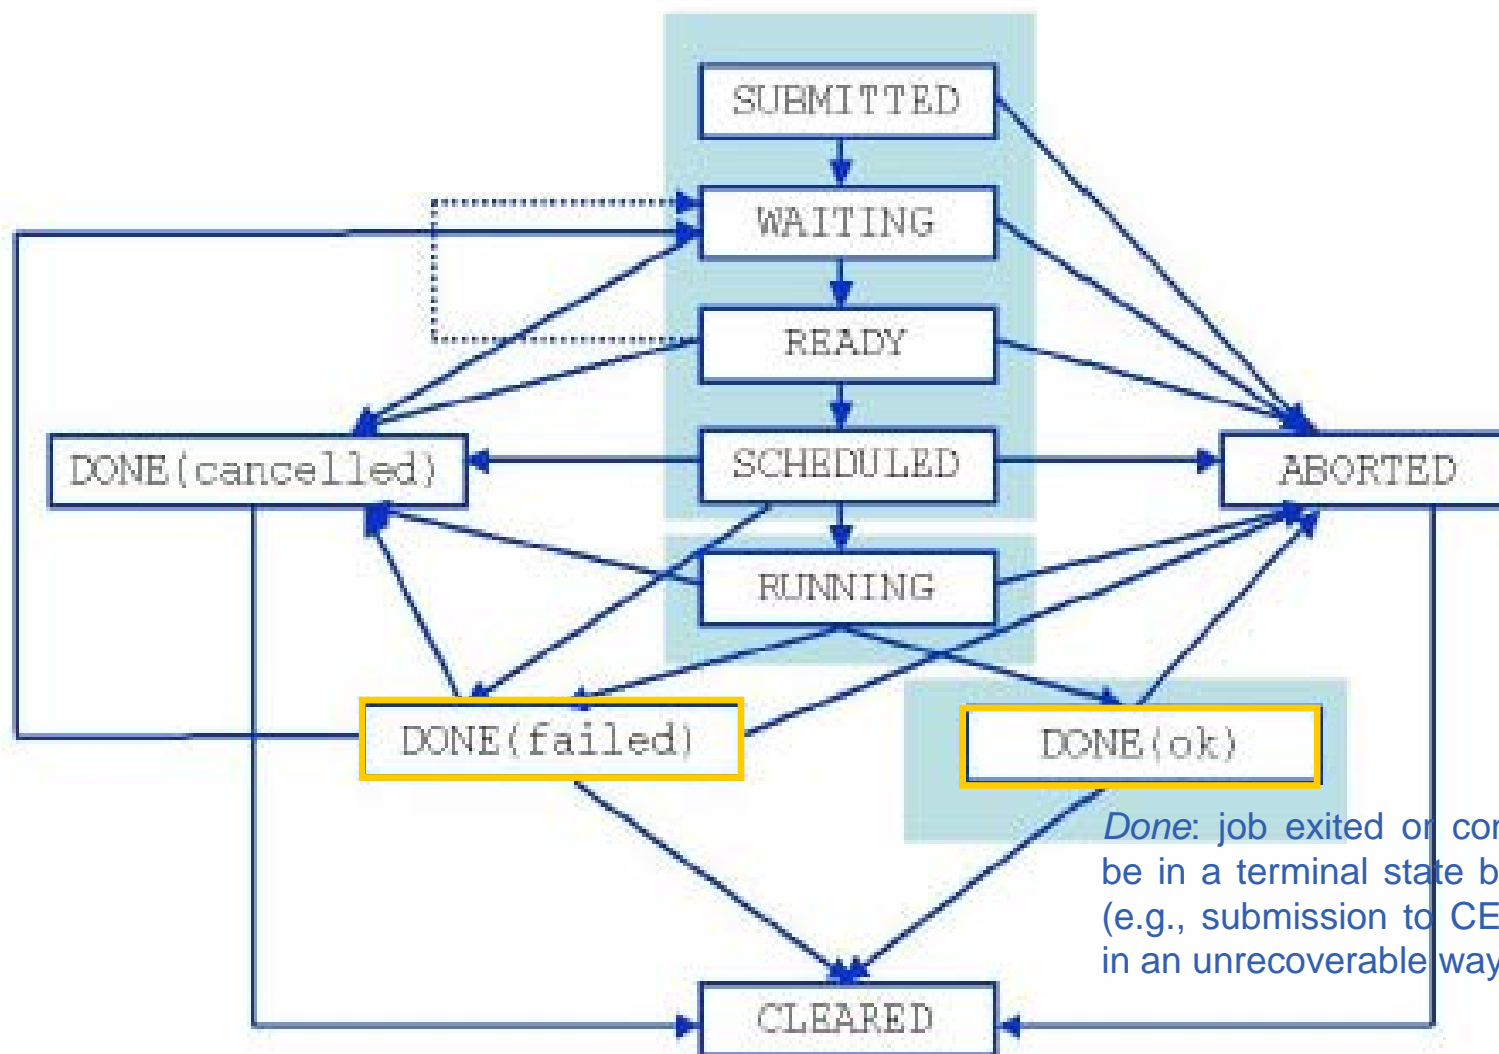 SUBMITTED
WAITING
READY
DONE(cancelled)
SCHEDULED
ABORTED
RUNNING
DONE(failed)
DONE(ok)
Done: job exited or
be in a terminal state
(e.g., submission to CE
in an unrecoverable way
CLEARED